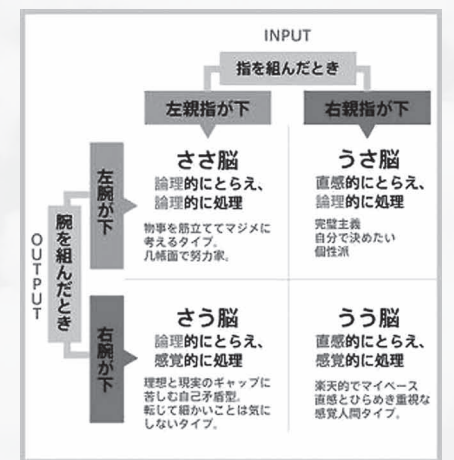 INPUT
指を組んだとき
左親指が下
右親指が下
OUTPUT
腕を組んだとき
左腕が下
ささ脳
論理的にとらえ、
論理的に処理
物事を筋立ててマジメに
考えるタイプ。
几帳面で努力家。
うさ脳
直感的にとらえ、
論理的に処理
完璧主義
自分で決めたい
個性派
右腕が下
さう脳
論理的にとらえ、
感覚的に処理
理想と現実のギャップに
苦しむ自己矛盾型。
転じて細かいことは気に
しないタイプ。
うう脳
直感的にとらえ、
感覚的に処理
楽天的でマイペース
直感とひらめき重視な
感覚人間タイプ。